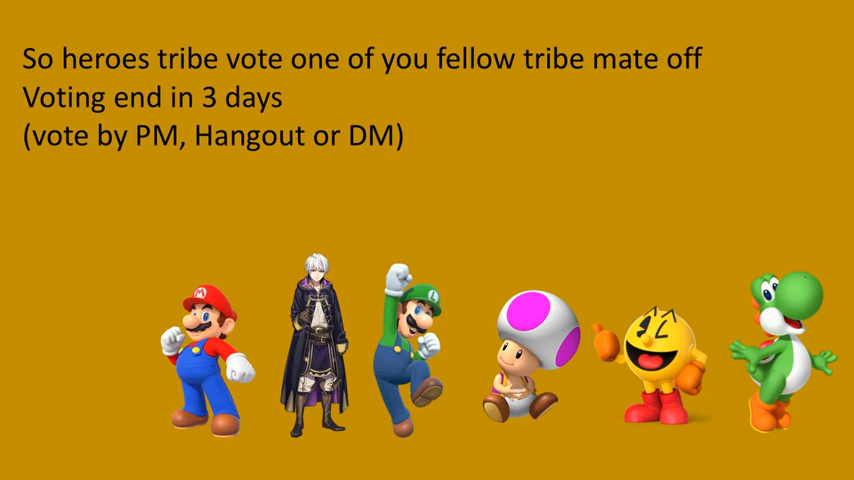 So heroes tribe vote one of you fellow tribe mate off
Voting end in 3 days
(vote by PM, Hangout or DM)